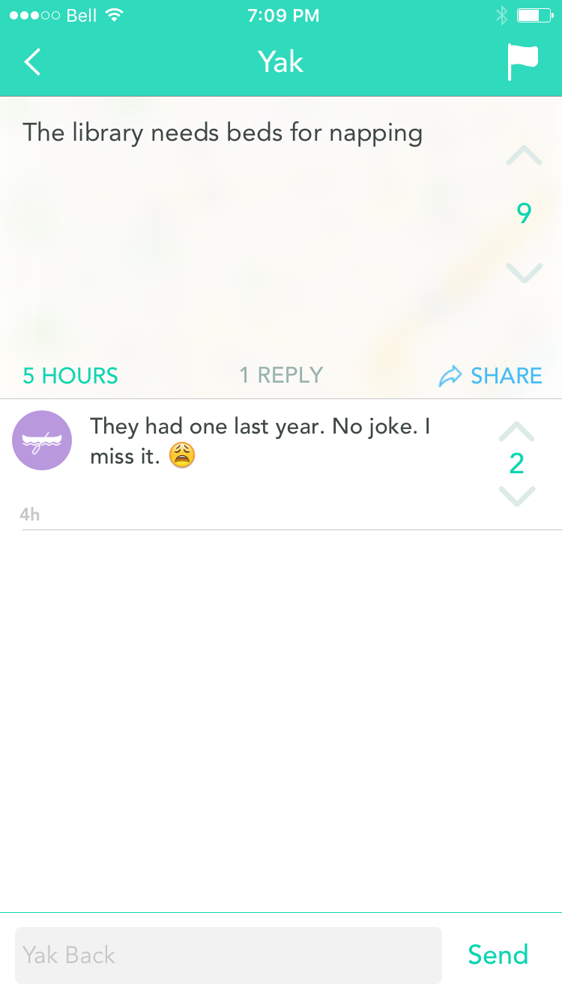 Bell 7:09 PM
Yak
The library needs beds for napping
9
5 HOURS 1 REPLY SHARE
They had one last year. No joke. I
miss it. 😩
2
4h
Yak Back Send